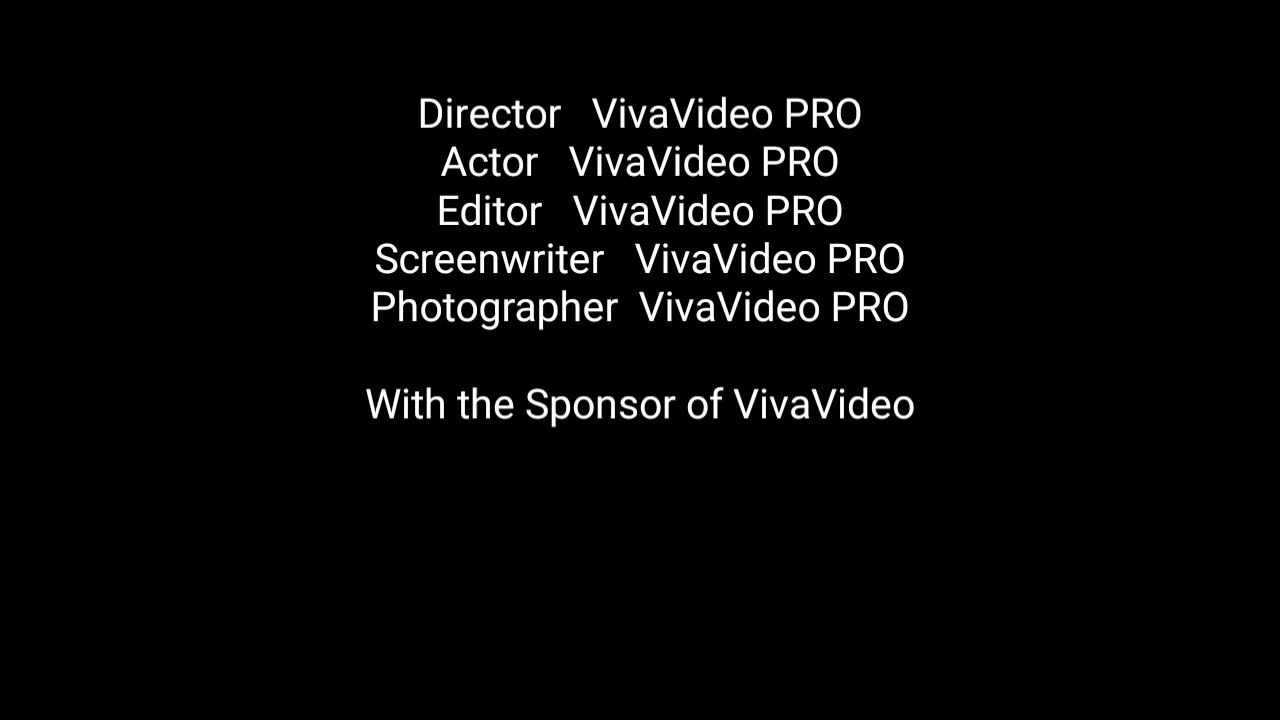 Director   VivaVideo PRO
Actor   VivaVideo PRO
Editor   VivaVideo PRO
Screenwriter   VivaVideo PRO
Photographer  VivaVideo PRO
With the Sponsor of VivaVideo